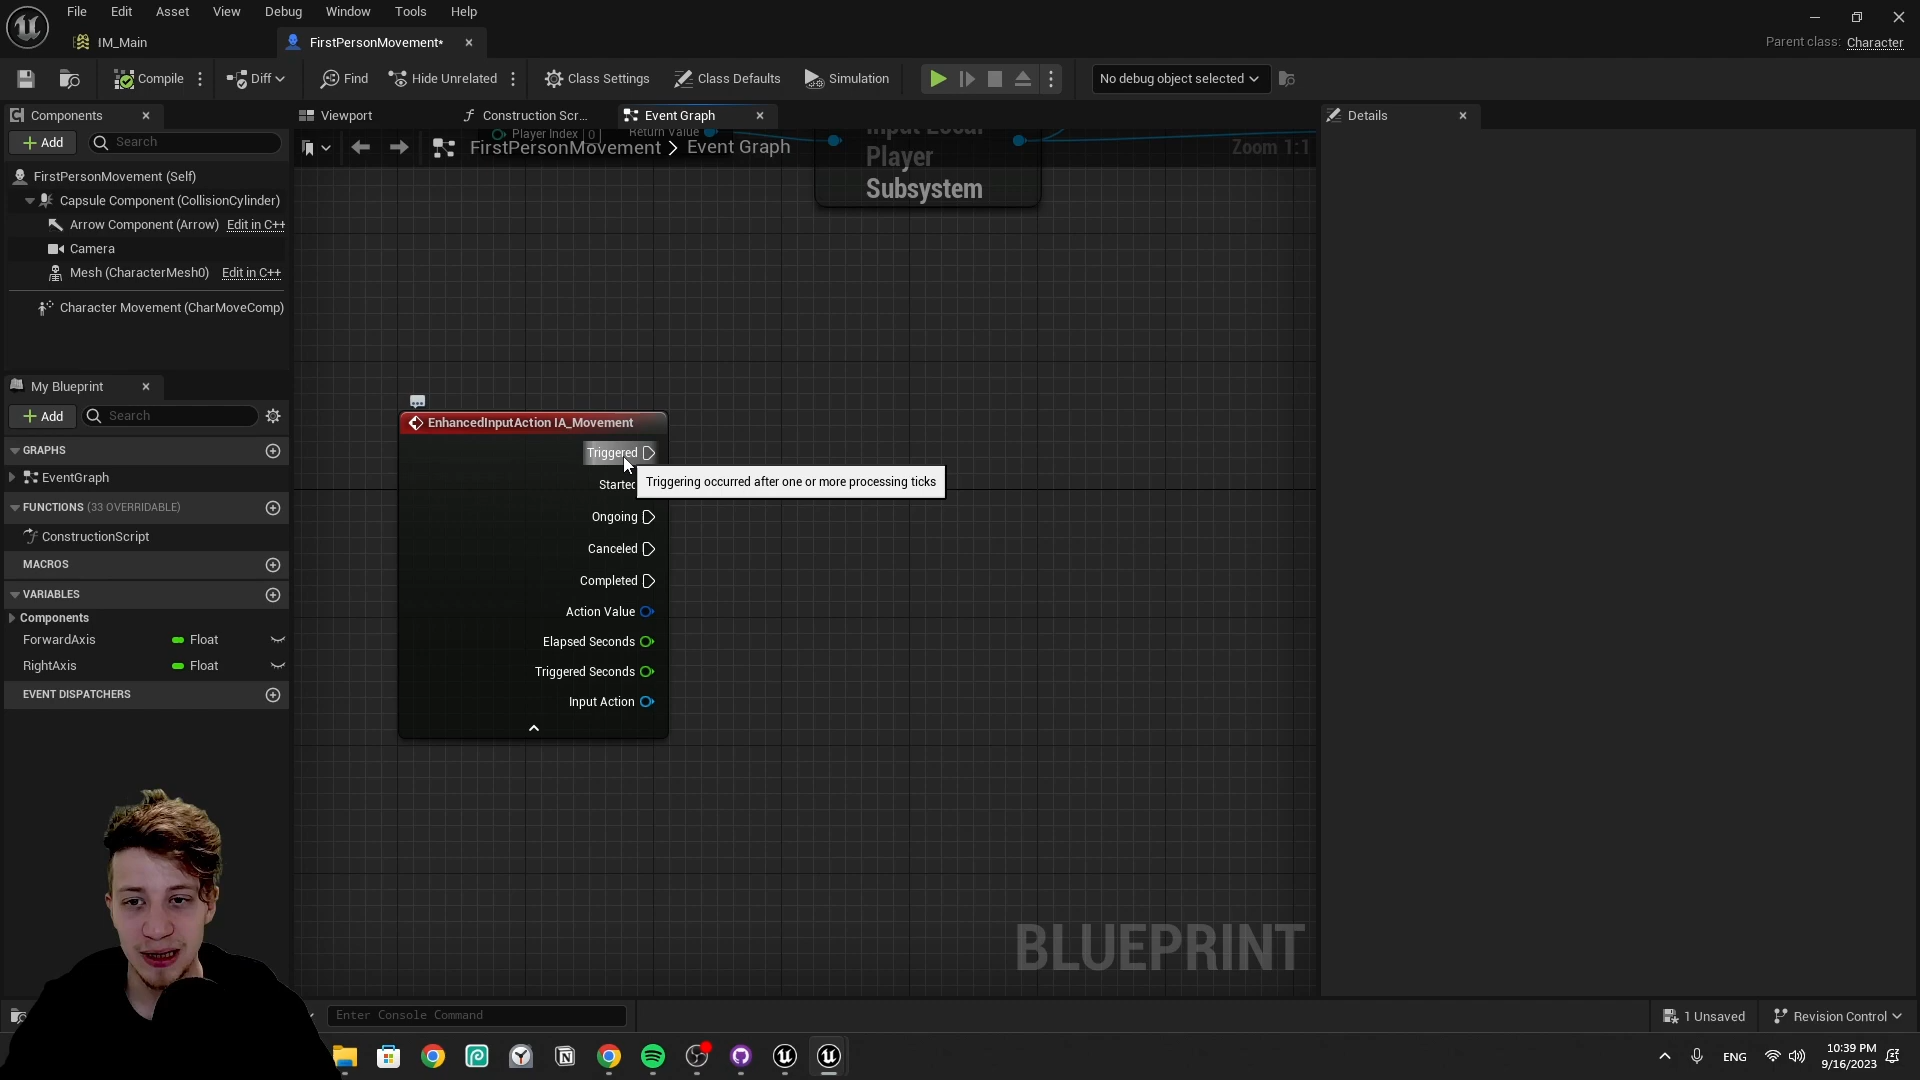 File Edit Asset View Debug Window Tools Help
IM_Main
FirstPersonMovement*
Parent class: Character
Compile
Diff
Find
Hide Unrelated
Class Settings
Class Defaults
Simulation
No debug object selected
Components
Add
Search
FirstPersonMovement (Self)
Capsule Component (CollisionCylinder)
Arrow Component (Arrow) Edit in C++
Camera
Mesh (CharacterMesh0) Edit in C++
Character Movement (CharMoveComp)
My Blueprint
Add
Search
GRAPHS
EventGraph
FUNCTIONS (33 OVERRIDABLE)
ConstructionScript
MACROS
VARIABLES
Components
ForwardAxis Float
RightAxis Float
EVENT DISPATCHERS
Viewport
Construction Scr...
Event Graph
Player Index 0 Return Value
FirstPersonMovement > Event Graph
Zoom 1:1
Input Local
Player
Subsystem
EnhancedInputAction IA_Movement
Triggered
Triggering occurred after one or more processing ticks
Started
Ongoing
Canceled
Completed
Action Value
Elapsed Seconds
Triggered Seconds
Input Action
BLUEPRINT
Details
Enter Console Command
1 Unsaved
Revision Control
ENG
10:39 PM
9/16/2023